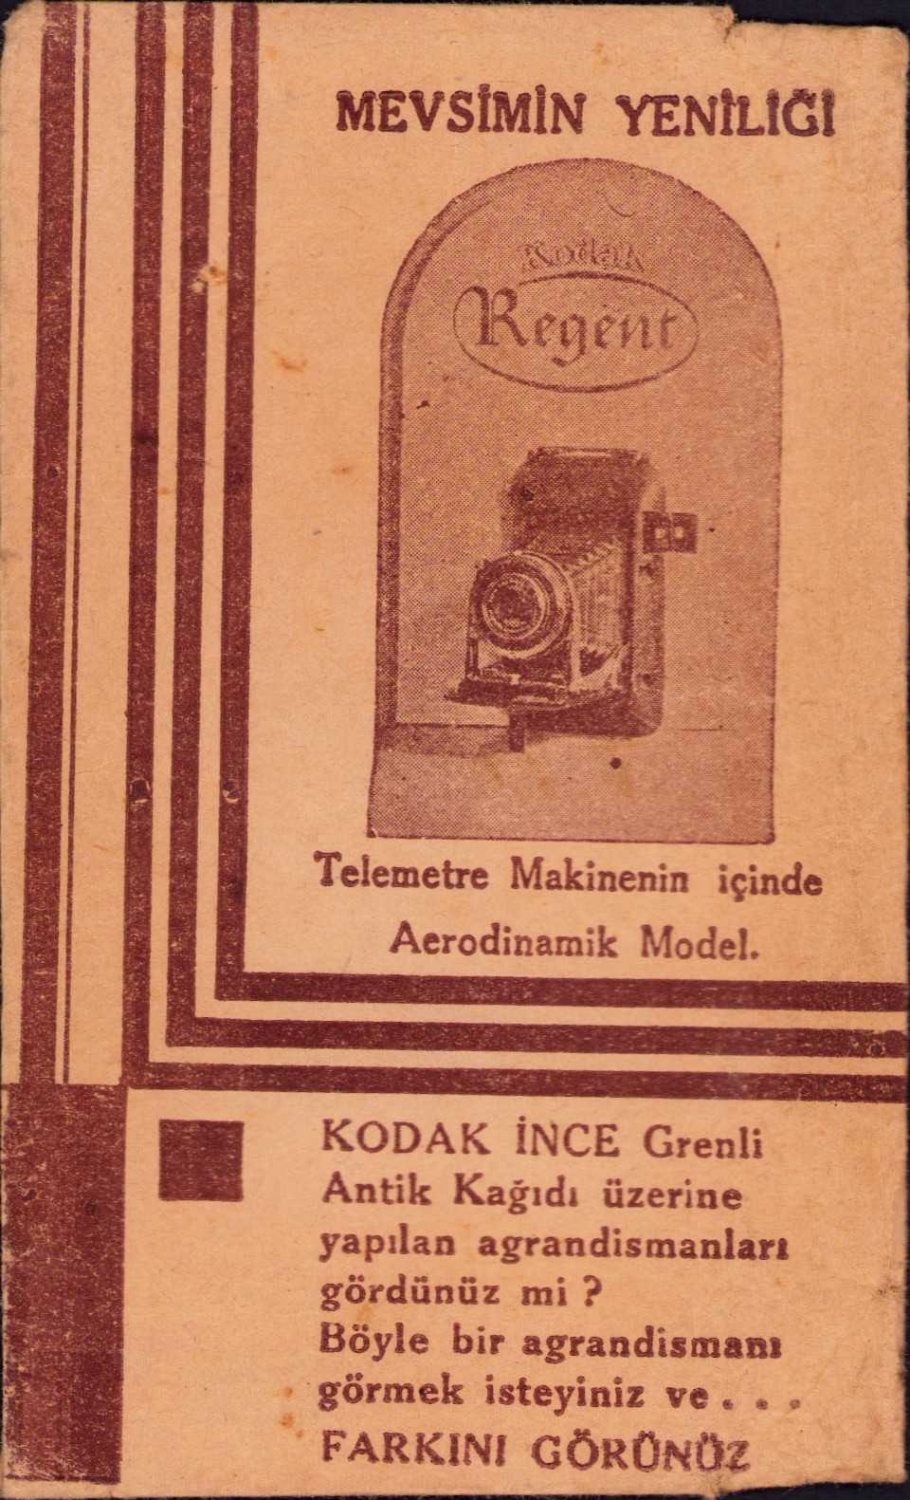 MEVSİMİN YENİLİĞİ
Kodak
Regent
Telemetre Makinenin içinde
Aerodinamik Model.
KODAK İNCE Grenli
Antik Kağıdı üzerine
yapılan agrandismanları
gördünüz mi ?
Böyle bir agrandismanı
görmek isteyiniz ve . . .
FARKINI GÖRÜNÜZ